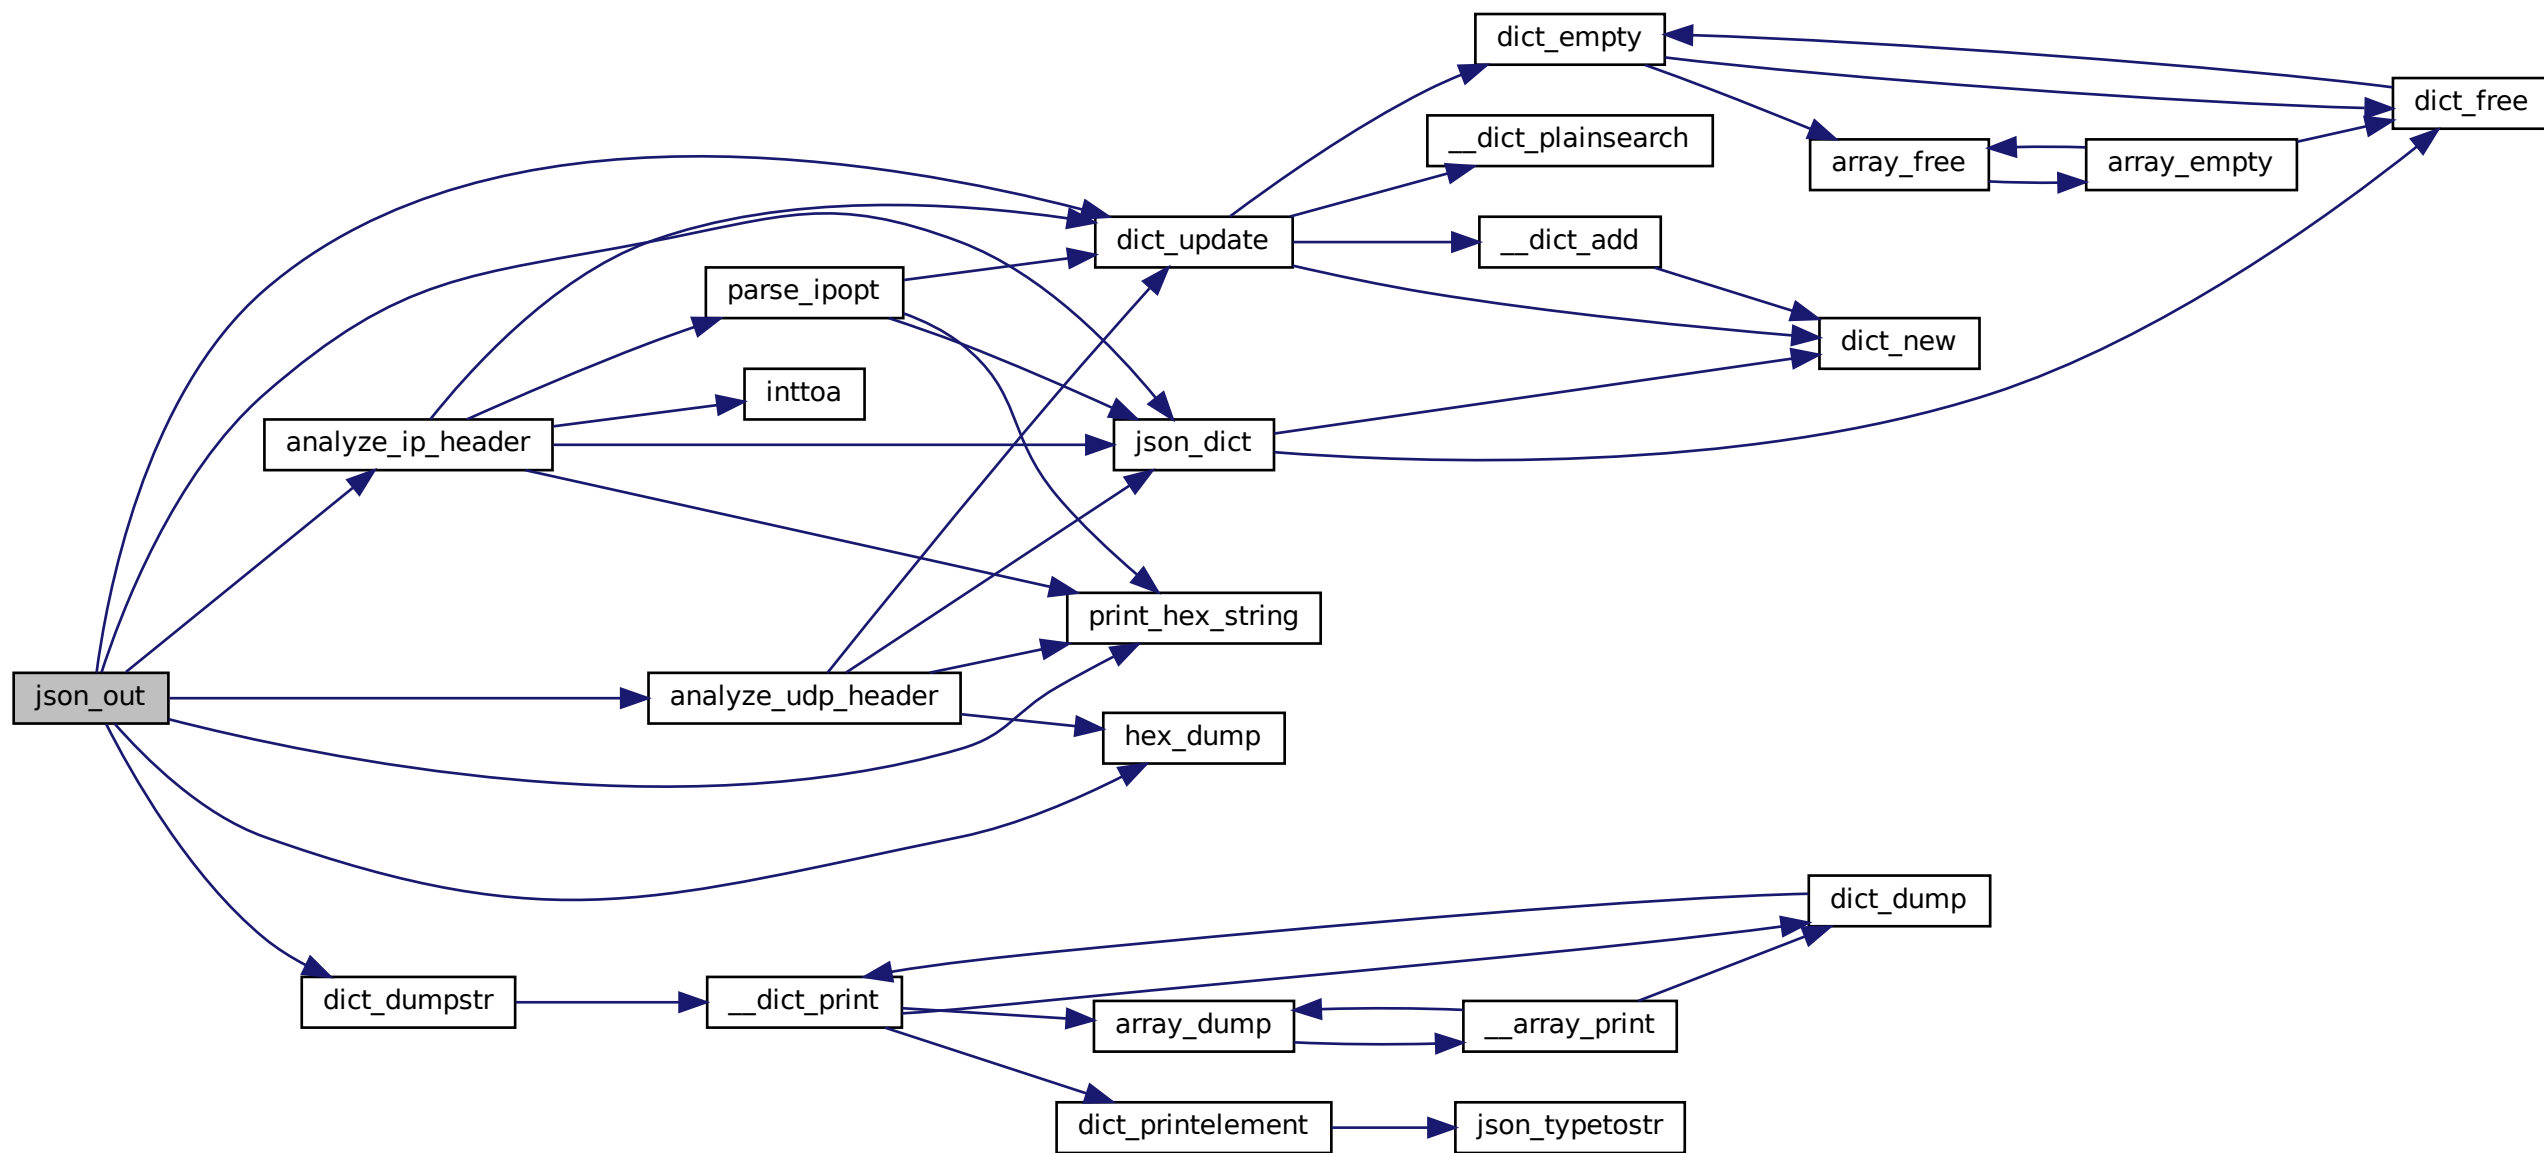 dict_empty
dict_free
__dict_plainsearch
array_free
array_empty
dict_update
__dict_add
parse_ipopt
dict_new
inttoa
analyze_ip_header
json_dict
print_hex_string
json_out
analyze_udp_header
hex_dump
dict_dump
dict_dumpstr
__dict_print
array_dump
__array_print
dict_printelement
json_typetostr